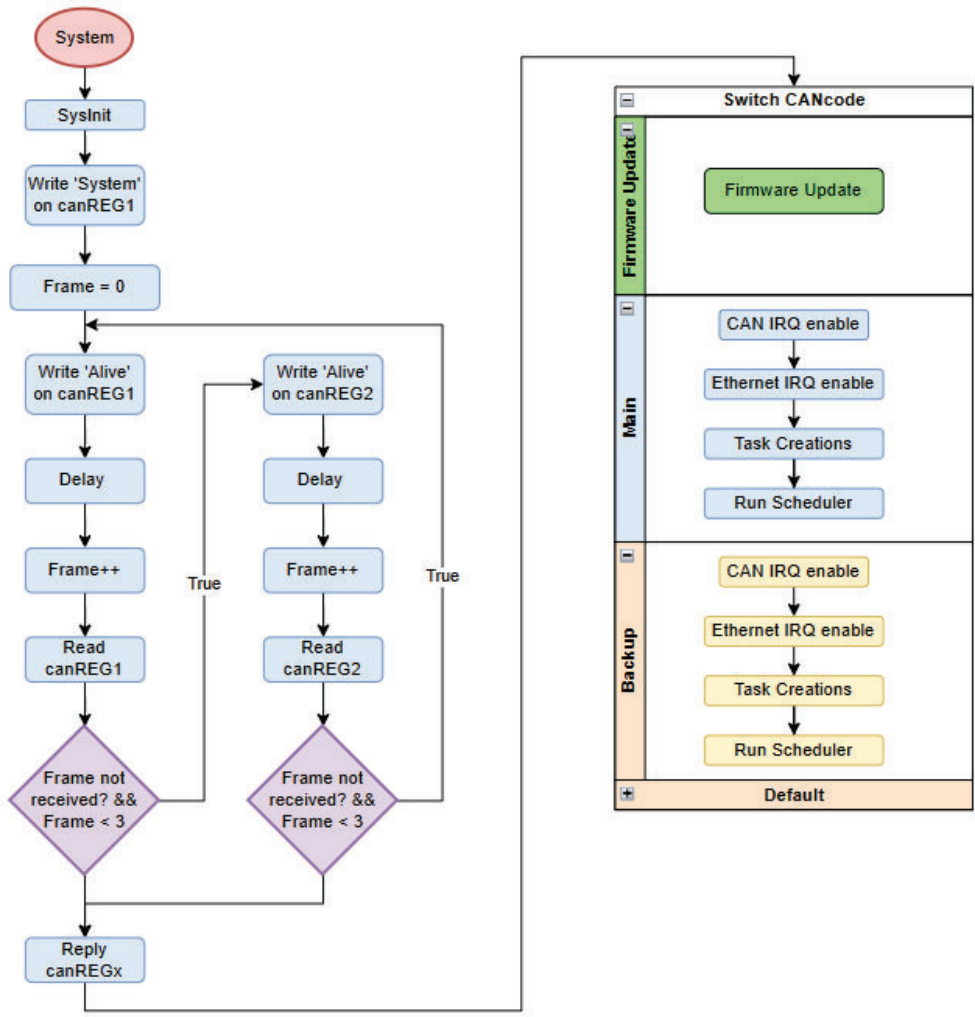 System
SysInit
Write 'System'
on canREG1
Frame = 0
Write 'Alive'
on canREG1
Delay
Frame++
Read
canREG1
Frame not
received? &&
Frame < 3
True
Write 'Alive'
on canREG2
Delay
Frame++
Read
canREG2
Frame not
received? &&
Frame < 3
True
Reply
canREGx
Switch CANcode
Firmware Update
Firmware Update
Main
CAN IRQ enable
Ethernet IRQ enable
Task Creations
Run Scheduler
Backup
CAN IRQ enable
Ethernet IRQ enable
Task Creations
Run Scheduler
Default